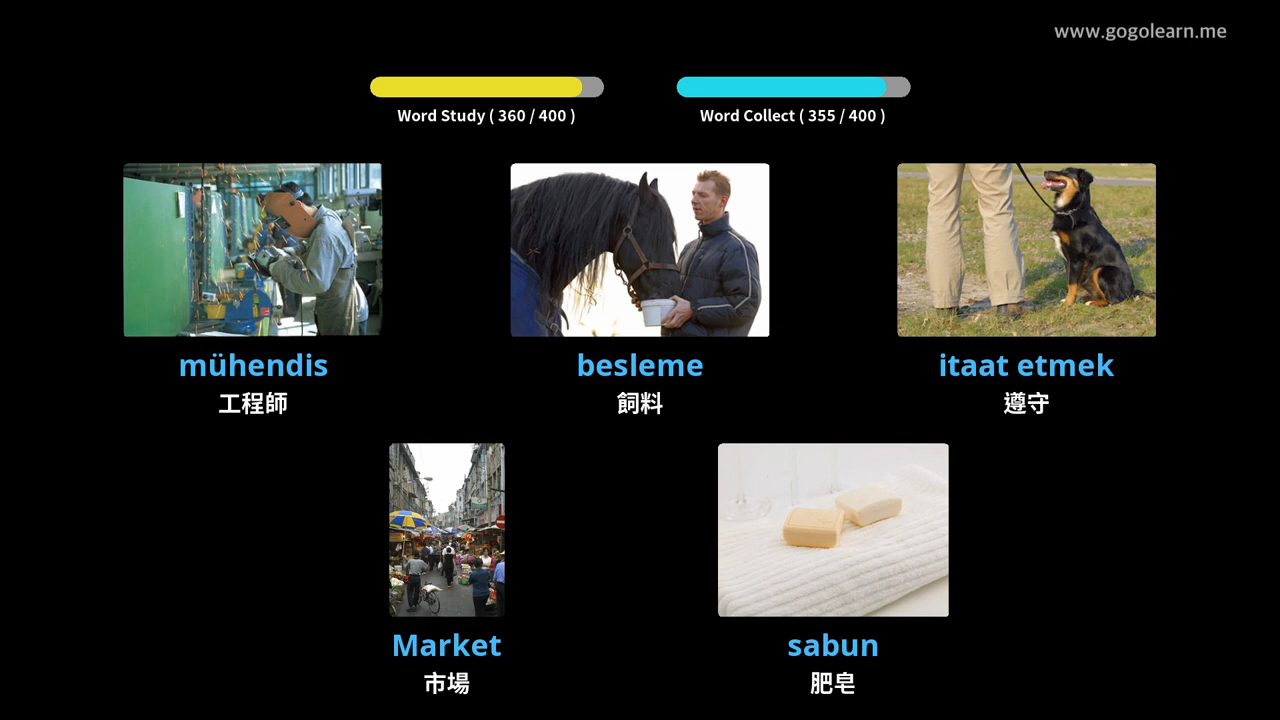 www.gogolearn.me
Word Study ( 360 / 400 )
Word Collect ( 355 / 400 )
mühendis
工程師
besleme
飼料
itaat etmek
遵守
Market
市場
sabun
肥皂